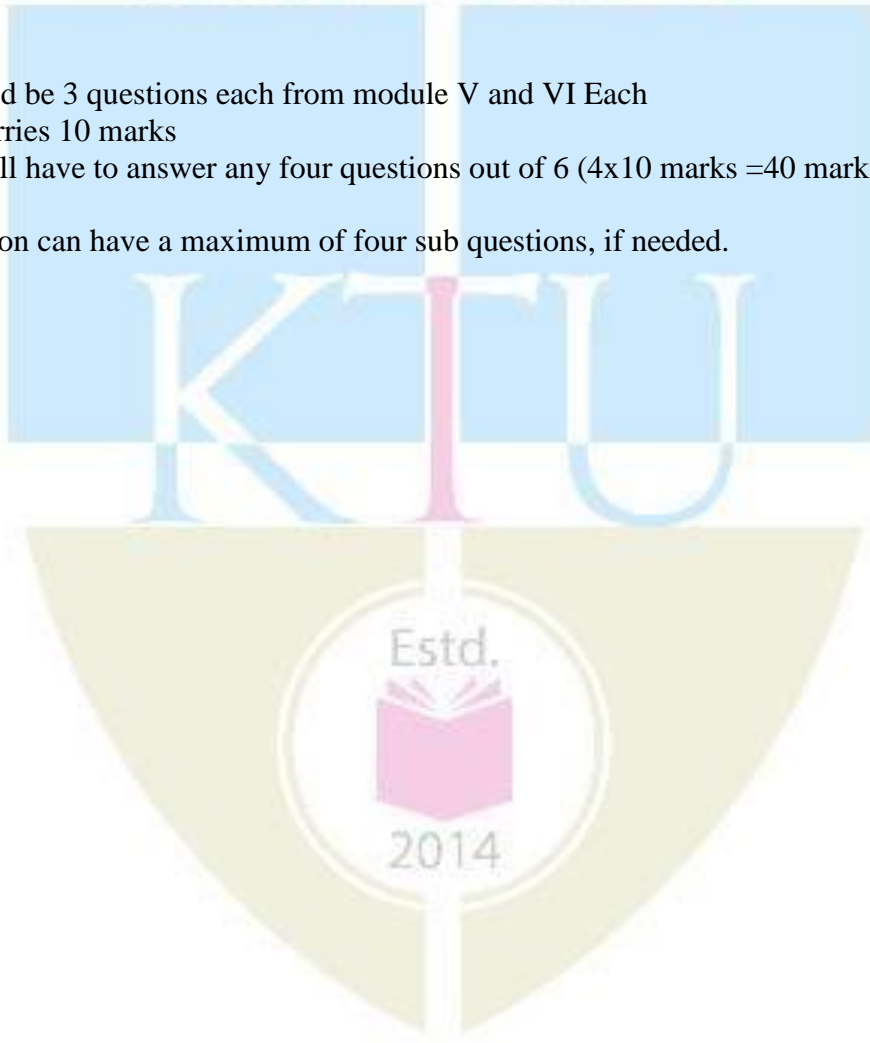 d be 3 questions each from module V and VI Each
rries 10 marks
ll have to answer any four questions out of 6 (4x10 marks =40 mark
on can have a maximum of four sub questions, if needed.
KTU
Estd.
2014